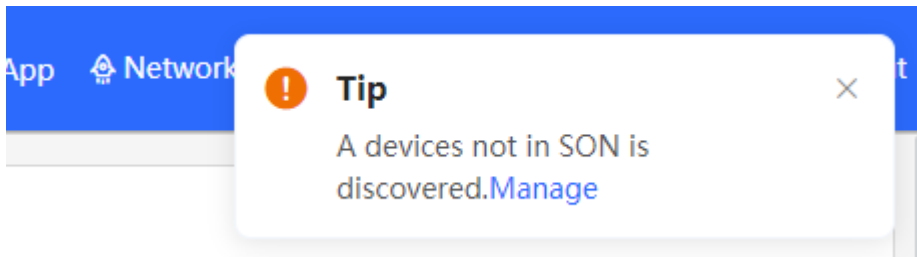 App Network
Tip
A devices not in SON is
discovered.Manage
t